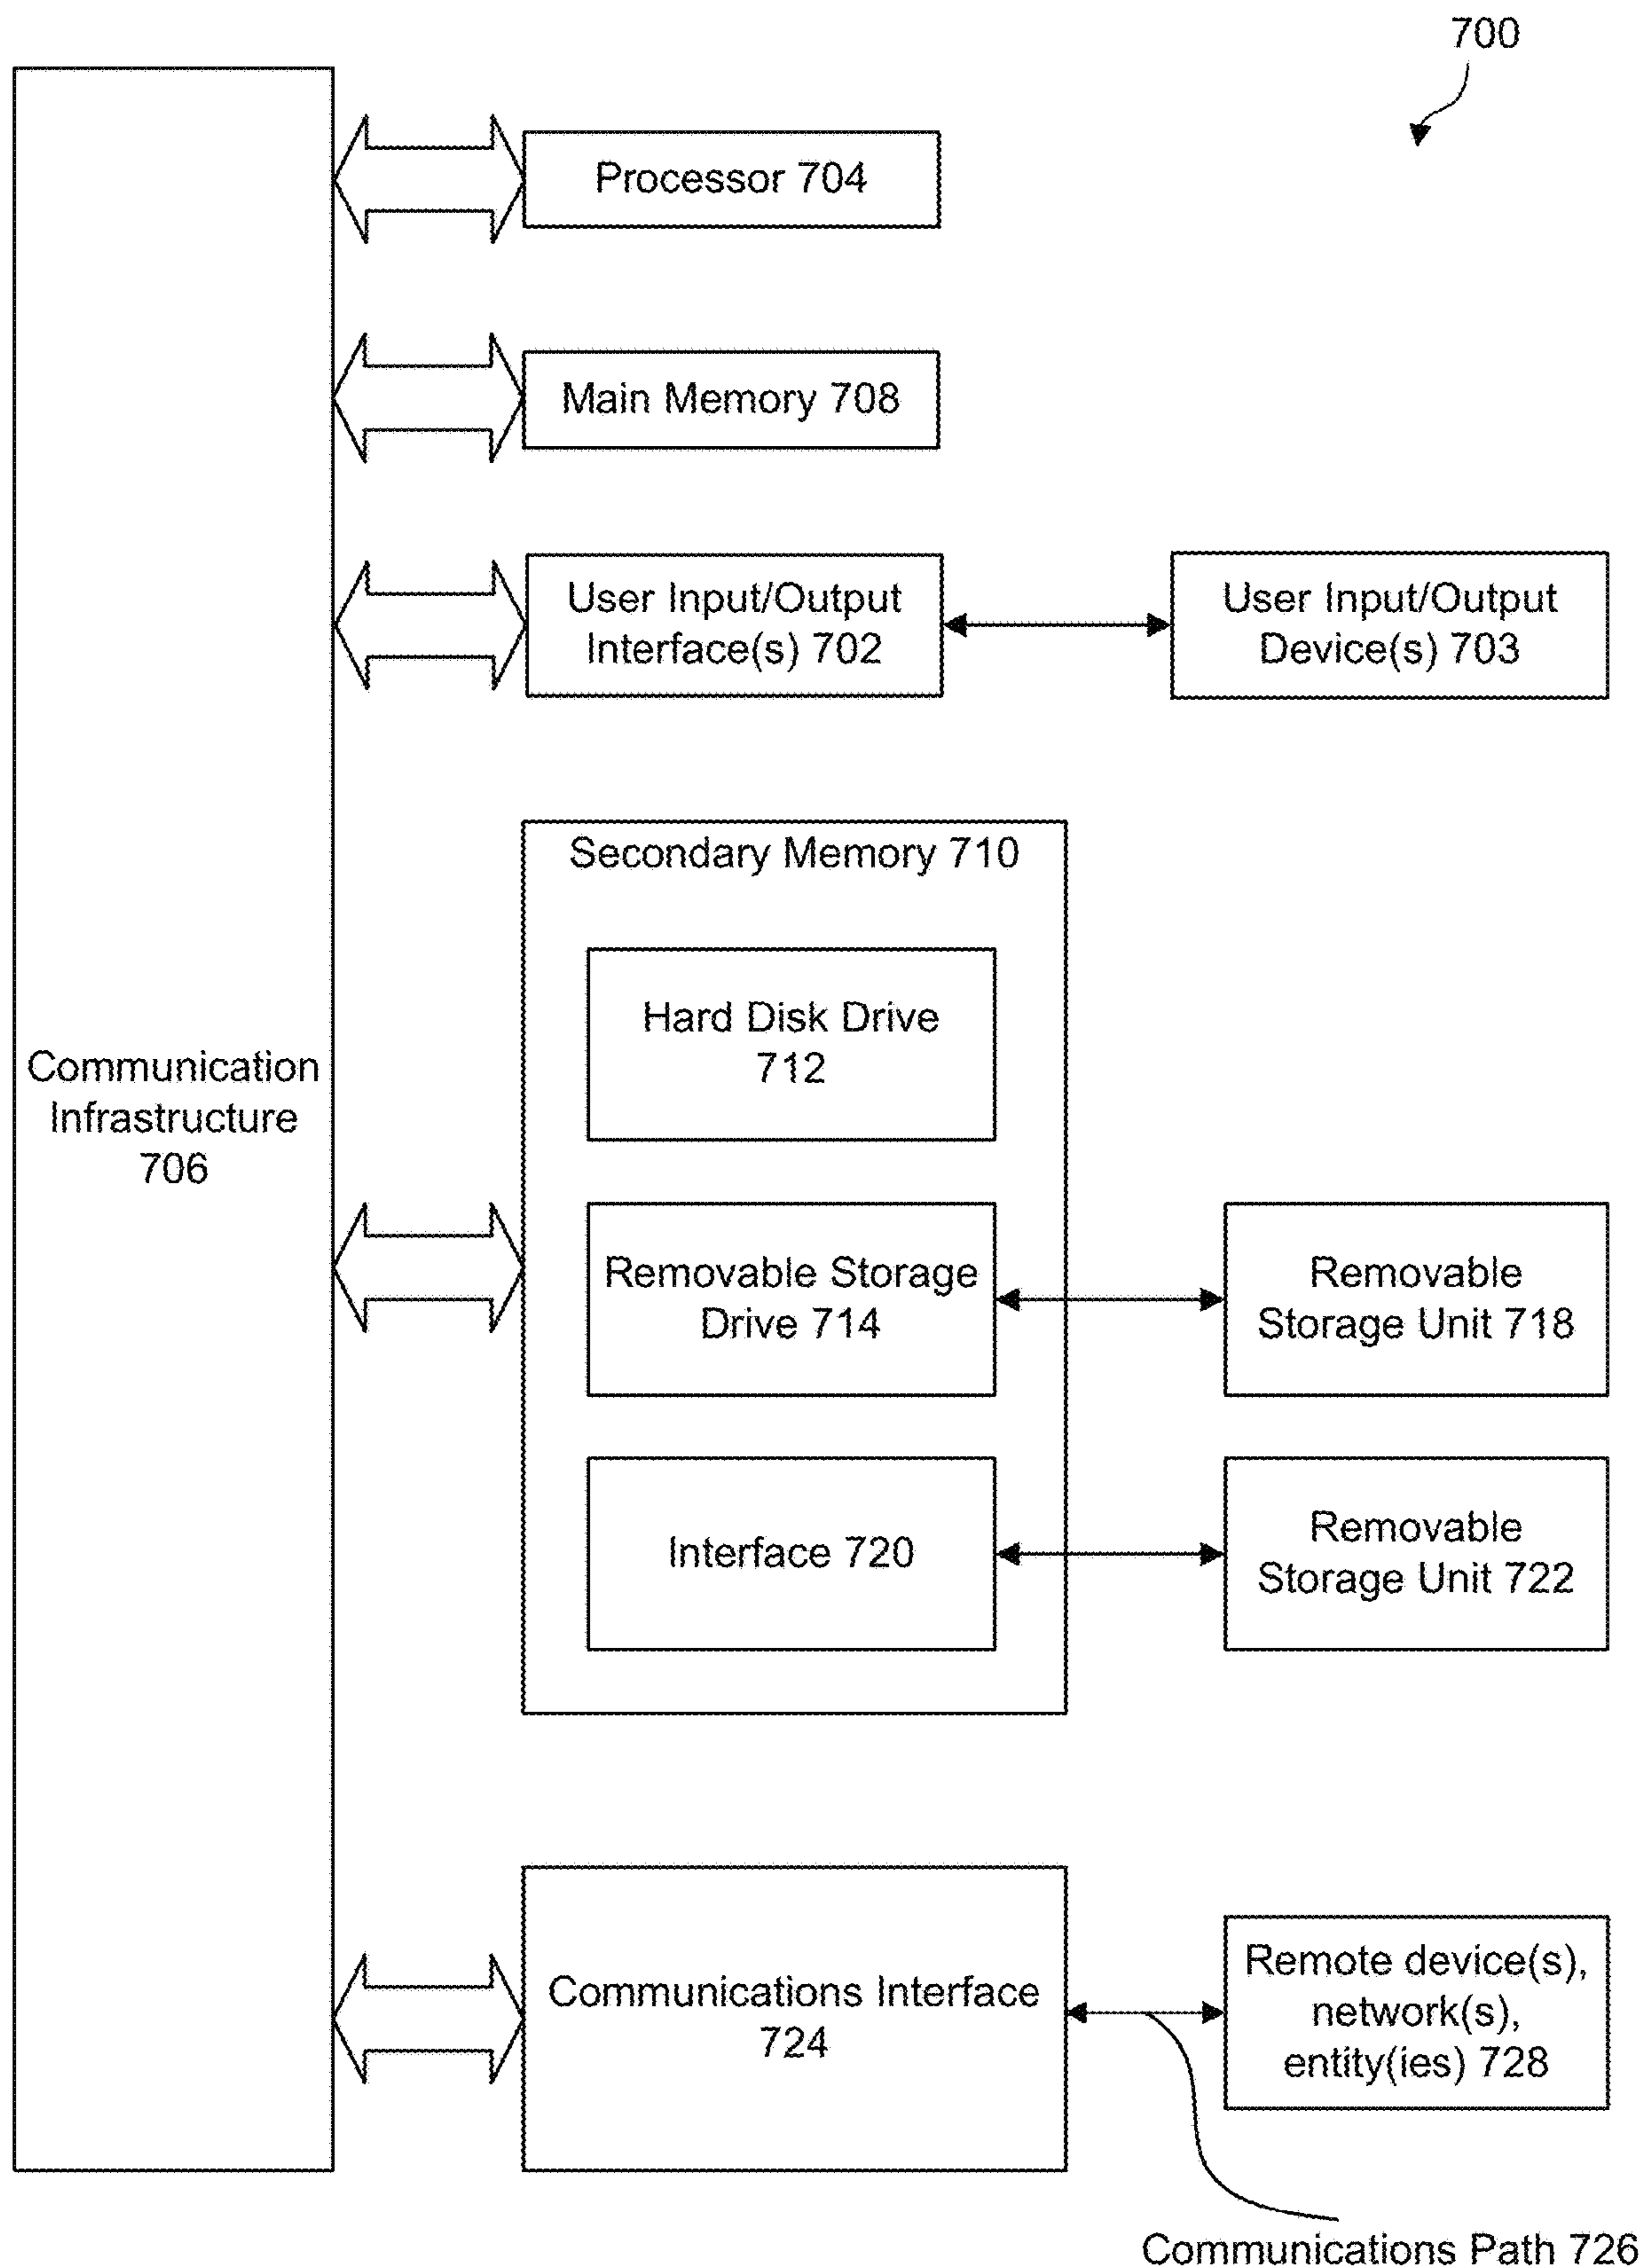 700
Processor 704
Main Memory 708
User Input/Output
Interface(s) 702
User Input/Output
Device(s) 703
Secondary Memory 710
Hard Disk Drive
712
Communication
Infrastructure
706
Removable Storage
Drive 714
Removable
Storage Unit 718
Interface 720
Removable
Storage Unit 722
Communications Interface
724
Remote device(s),
network(s),
entity(ies) 728
Communications Path 726